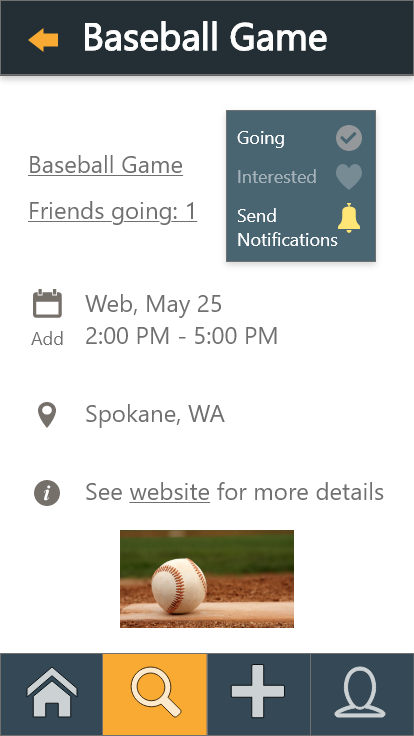 Baseball Game
Going
Baseball Game
Interested
Friends going: 1
Send
Notifications
Web, May 25
Add
2:00 PM - 5:00 PM
Spokane, WA
See website for more details